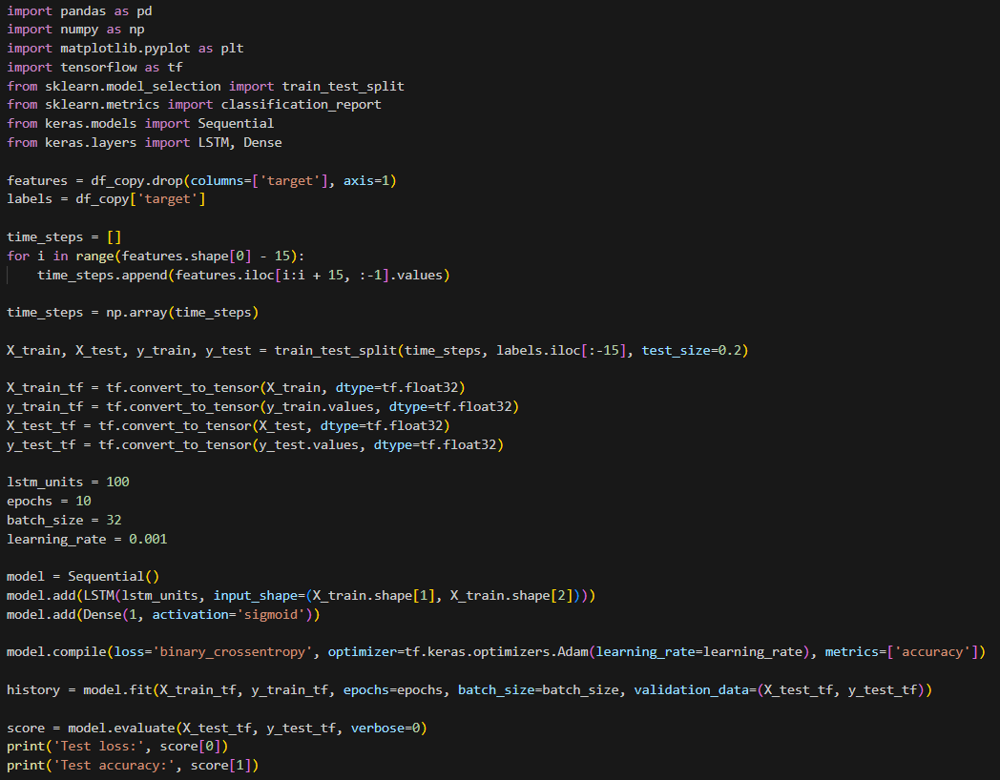 import pandas as pd
import numpy as np
import matplotlib.pyplot as plt
import tensorflow as tf
from sklearn.model_selection import train_test_split
from sklearn.metrics import classification_report
from keras.models import Sequential
from keras.layers import LSTM, Dense

features = df_copy.drop(columns=['target'], axis=1)
labels = df_copy['target']

time_steps = []
for i in range(features.shape[0] - 15):
    time_steps.append(features.iloc[i:i + 15, :-1].values)

time_steps = np.array(time_steps)

X_train, X_test, y_train, y_test = train_test_split(time_steps, labels.iloc[:-15], test_size=0.2)

X_train_tf = tf.convert_to_tensor(X_train, dtype=tf.float32)
y_train_tf = tf.convert_to_tensor(y_train.values, dtype=tf.float32)
X_test_tf = tf.convert_to_tensor(X_test, dtype=tf.float32)
y_test_tf = tf.convert_to_tensor(y_test.values, dtype=tf.float32)

lstm_units = 100
epochs = 10
batch_size = 32
learning_rate = 0.001

model = Sequential()
model.add(LSTM(lstm_units, input_shape=(X_train.shape[1], X_train.shape[2])))
model.add(Dense(1, activation='sigmoid'))

model.compile(loss='binary_crossentropy', optimizer=tf.keras.optimizers.Adam(learning_rate=learning_rate), metrics=['accuracy'])

history = model.fit(X_train_tf, y_train_tf, epochs=epochs, batch_size=batch_size, validation_data=(X_test_tf, y_test_tf))

score = model.evaluate(X_test_tf, y_test_tf, verbose=0)
print('Test loss:', score[0])
print('Test accuracy:', score[1])